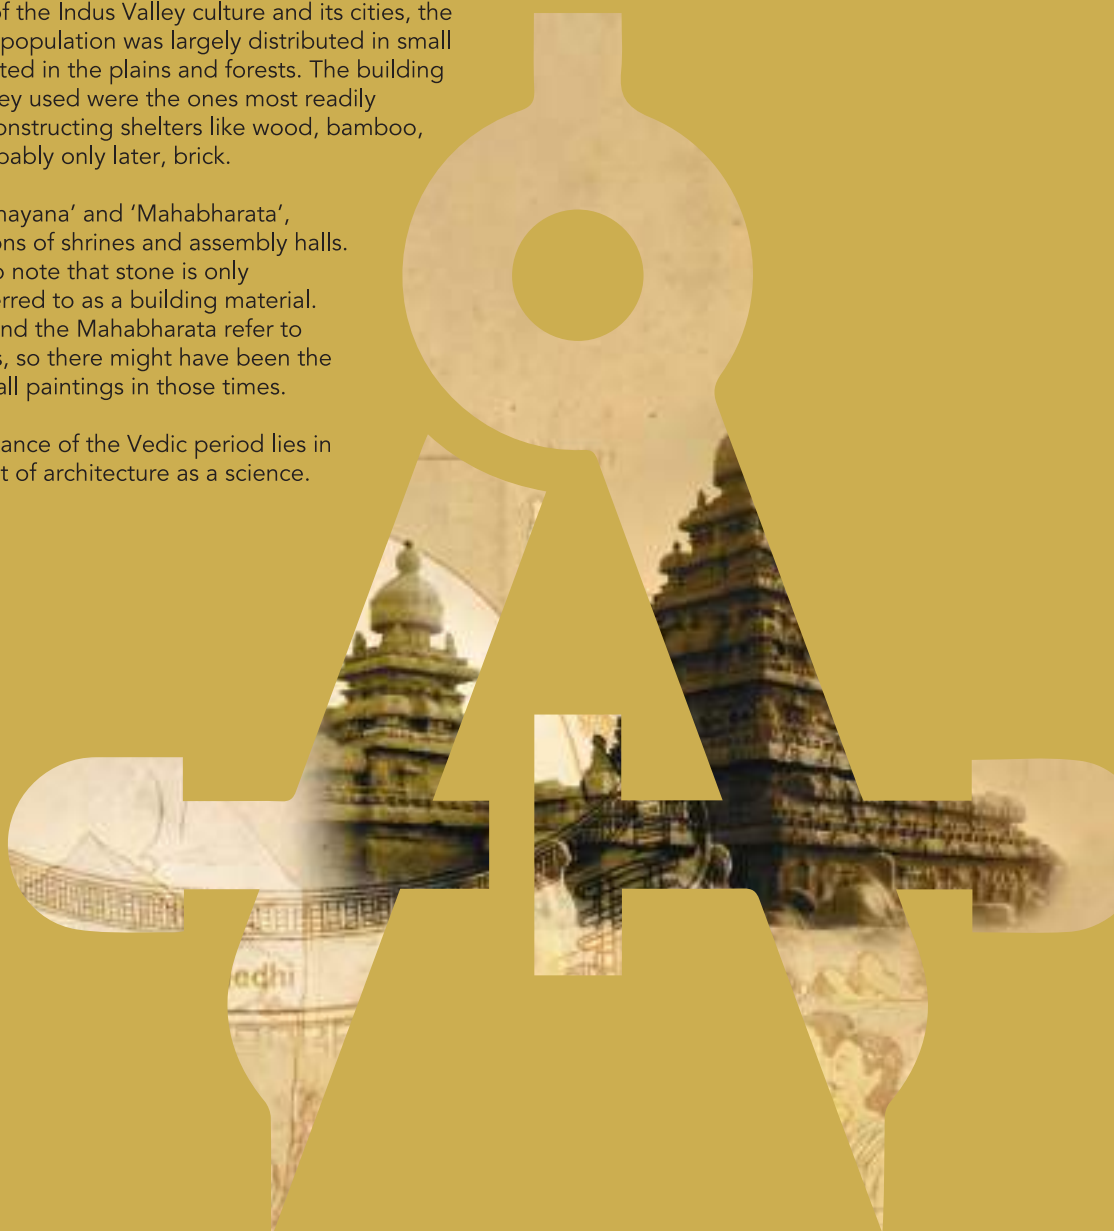 of the Indus Valley culture and its cities, the
population was largely distributed in small
ted in the plains and forests. The building
ey used were the ones most readily
onstructing shelters like wood, bamboo,
bably only later, brick.
nayana’ and ‘Mahabharata’,
ons of shrines and assembly halls.
o note that stone is only
rred to as a building material.
nd the Mahabharata refer to
s, so there might have been the
all paintings in those times.
ance of the Vedic period lies in
t of architecture as a science.
edhi